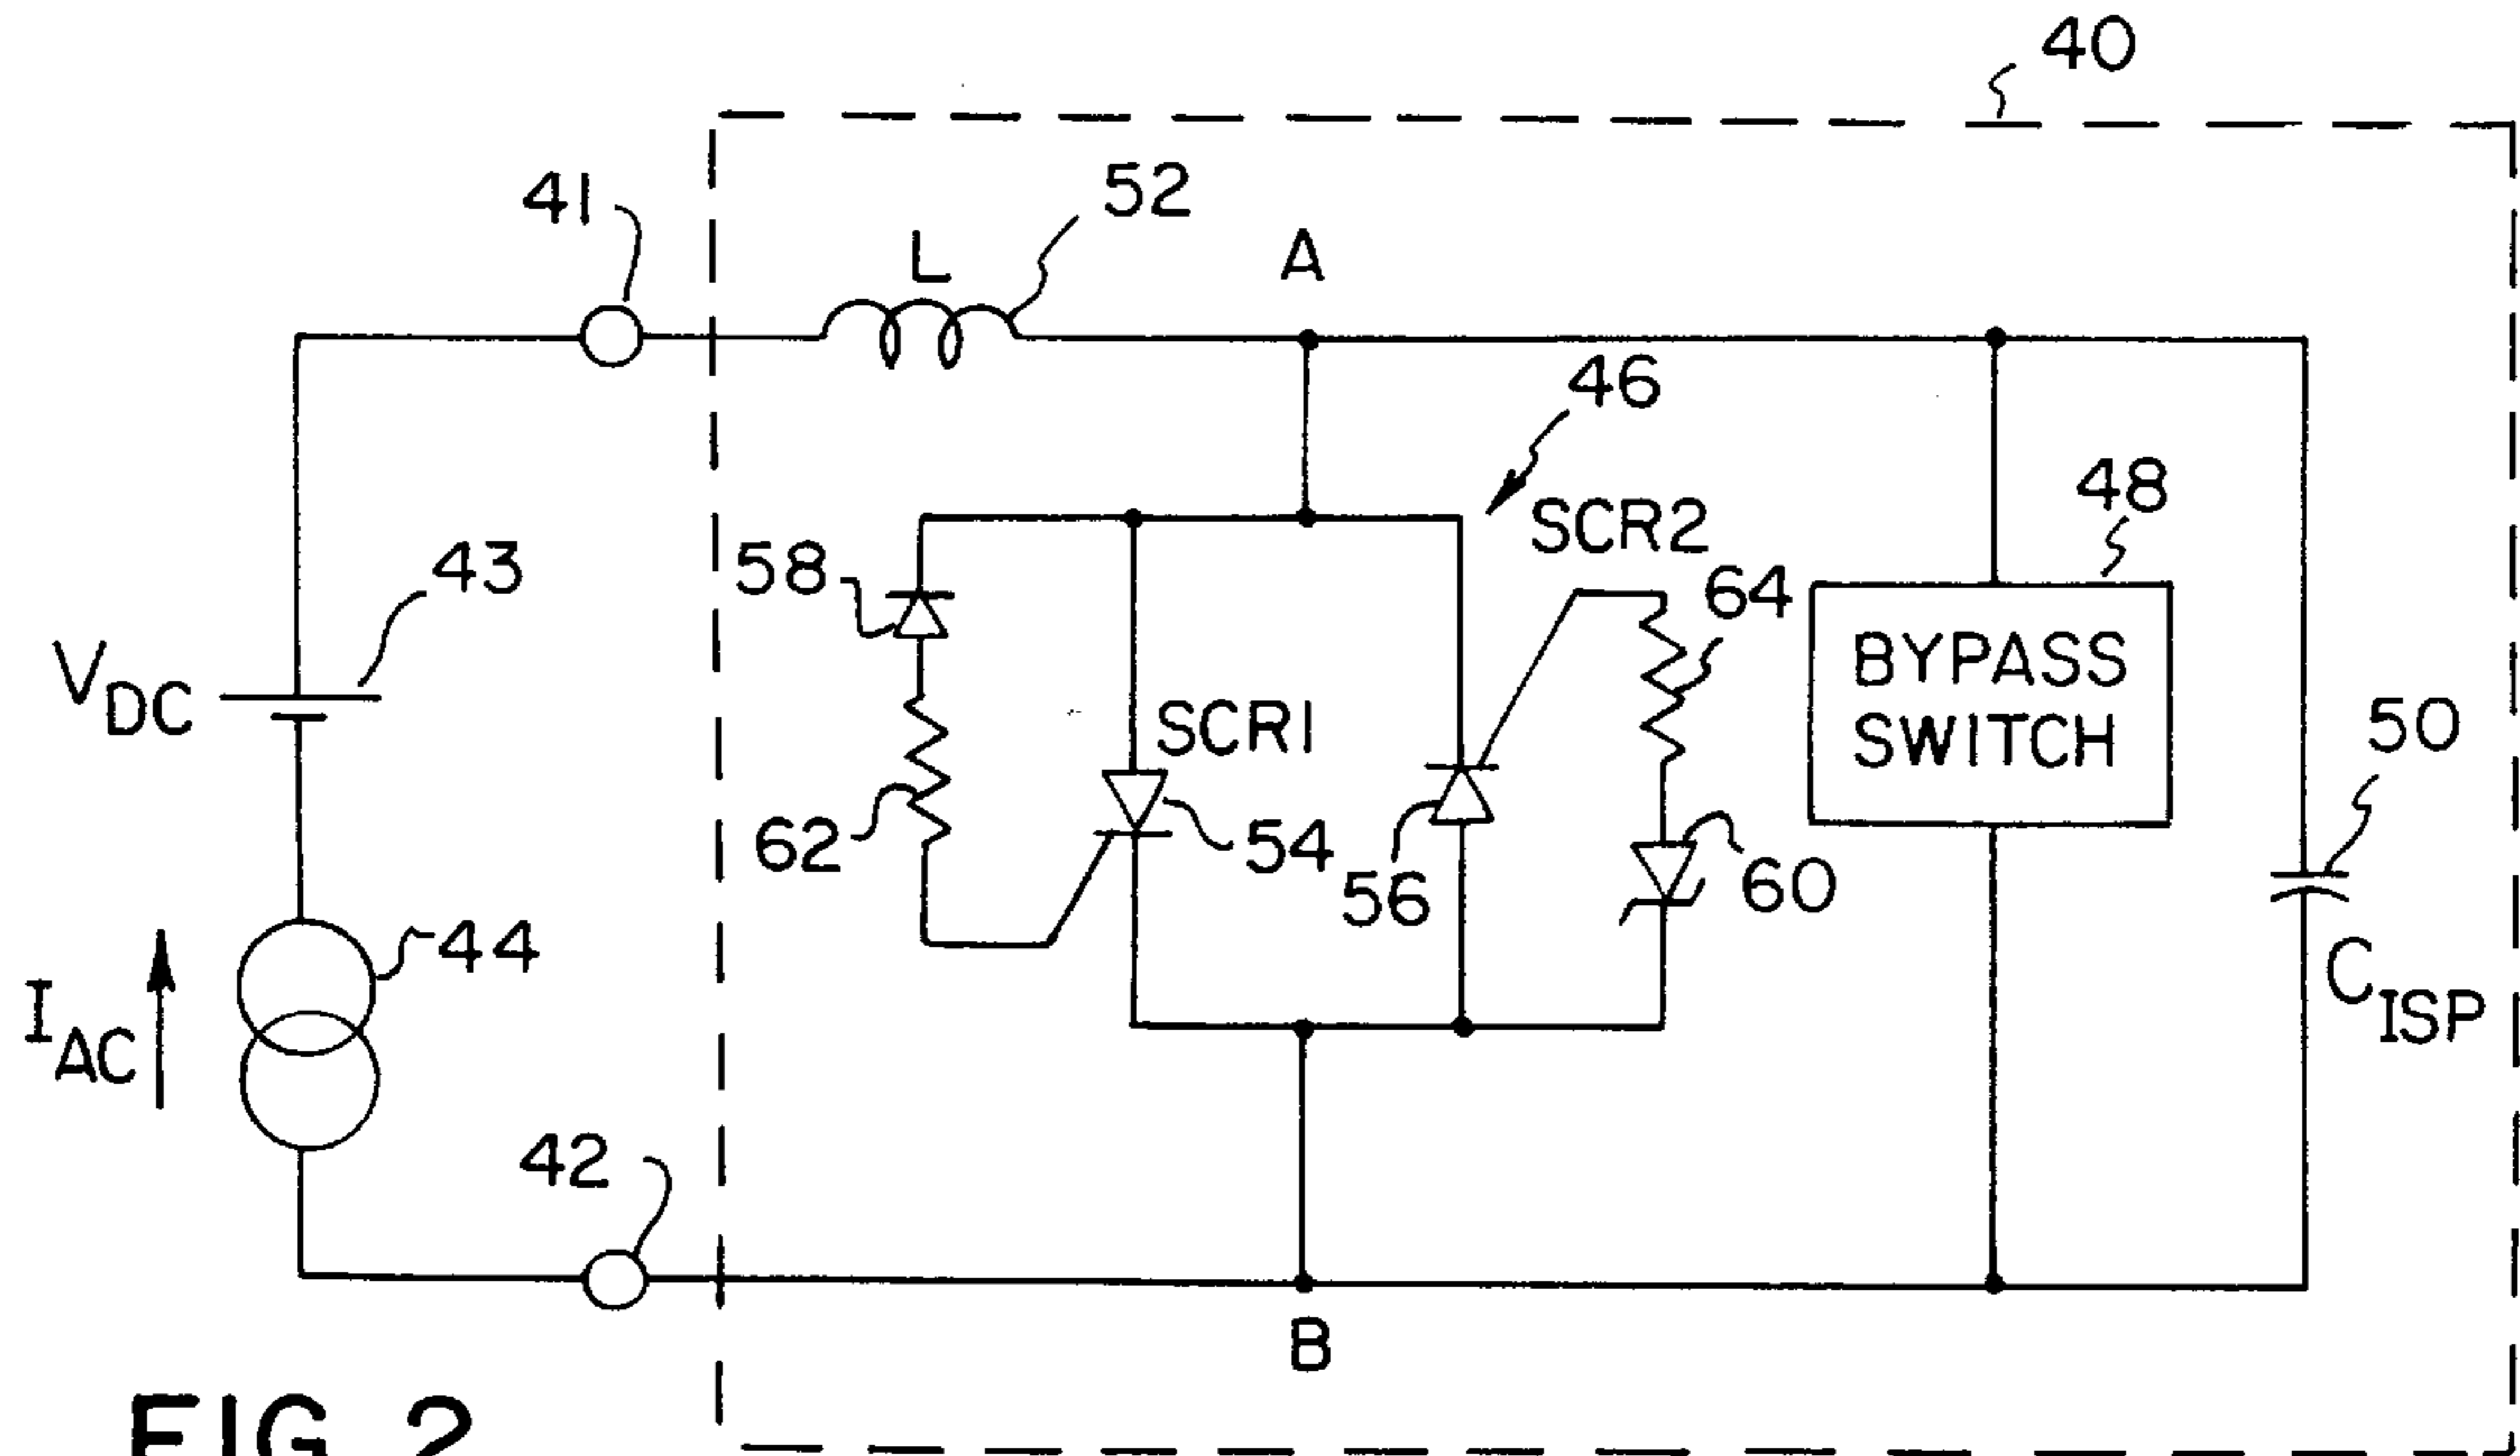 40
41
52
L
A
46
43
58
SCR2
48
64
V DC
BYPASS
SWITCH
SCR1
50
62
54
56
60
44
I AC
C ISP
42
B
FIG. 2